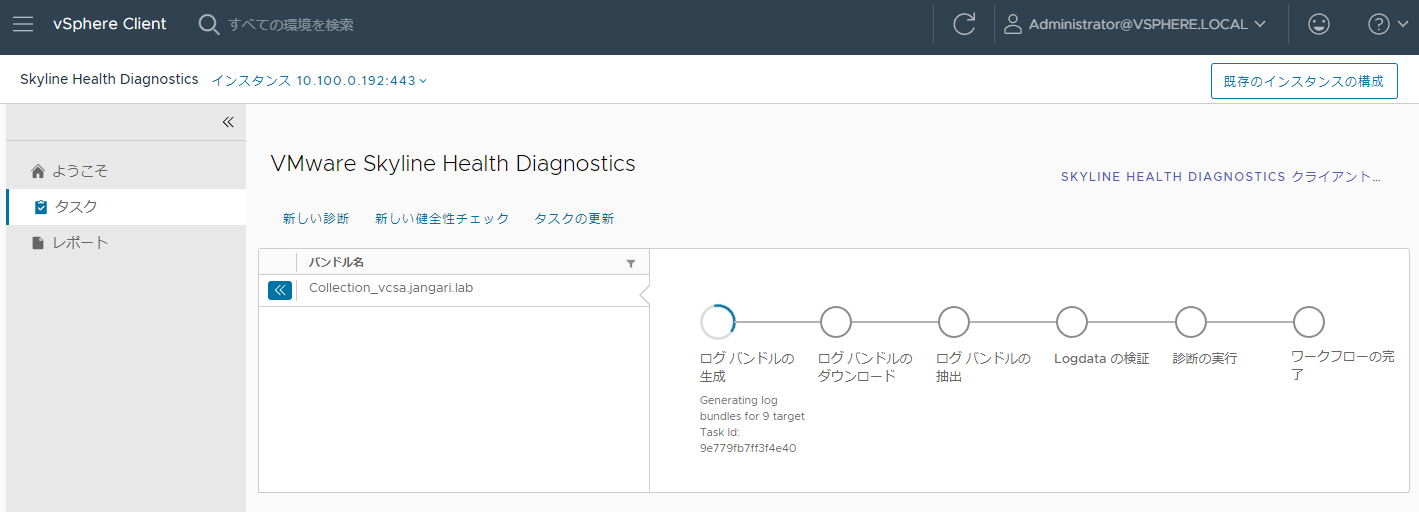 vSphere Client
すべての環境を検索
Administrator@VSPHERE.LOCAL
Skyline Health Diagnostics
インスタンス 10.100.0.192:443
既存のインスタンスの構成
ようこそ
タスク
レポート
VMware Skyline Health Diagnostics
SKYLINE HEALTH DIAGNOSTICS クライアント...
新しい診断
新しい健全性チェック
タスクの更新
バンドル名
Collection_vcsa.jangari.lab
ログ バンドルの
生成
Generating log
bundles for 9 target
Task Id:
9e779fb7ff3f4e40
ログ バンドルの
ダウンロード
ログ バンドルの
抽出
Logdata の検証
診断の実行
ワークフローの完
了